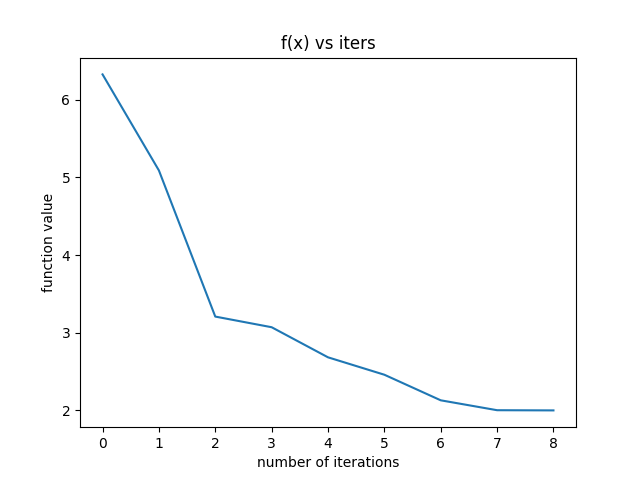 f(x) vs iters
function value
6
5
4
3
2
0 1 2 3 4 5 6 7 8
number of iterations